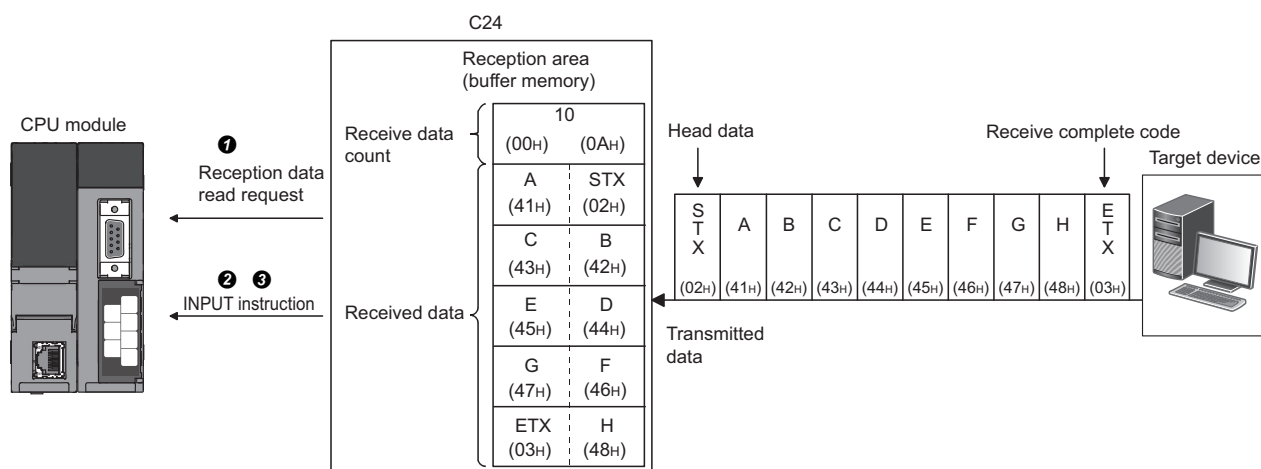 C24
Reception area
(buffer memory)
10
(00H) (0AH)
Receive data
count
A STX
(41H) (02H)
C B
(43H) (42H)
E D
(45H) (44H)
G F
(47H) (46H)
ETX H
(03H) (48H)
Received data
CPU module
❶
Reception data
read request
❷ ❸
INPUT instruction
Head data
Receive complete code
Target device
STX A B C D E F G H ETX
(02H) (41H) (42H) (43H) (44H) (45H) (46H) (47H) (48H) (03H)
Transmitted
data